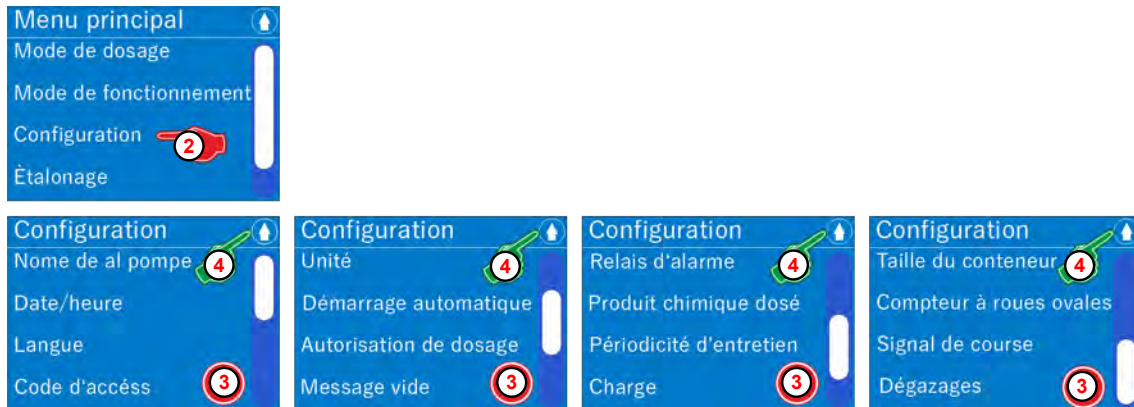 Menu principal
Mode de dosage
Mode de fonctionnement
Configuration
2
Ètalonage
Configuration
Nome de al pompe
4
Date/heure
Langue
Code d'accéss
3
Configuration
Unité
4
Démarrage automatique
Autorisation de dosage
Message vide
3
Configuration
Relais d'alarme
4
Produit chimique dosé
Périodicité d'entretien
Charge
3
Configuration
Taille du conteneur
4
Compteur à roues ovales
Signal de course
Dégazages
3